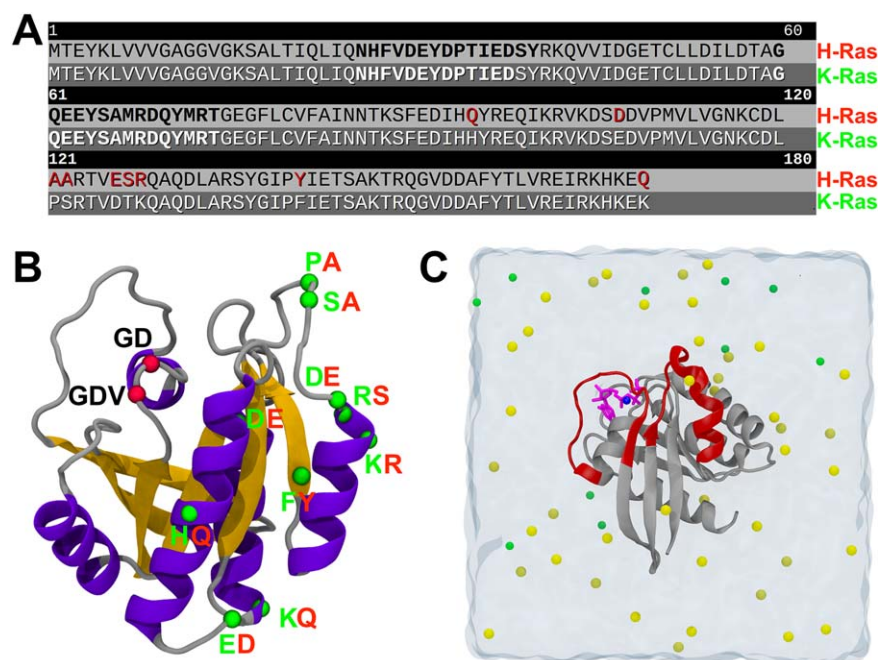 A
1 60
MTEYKLVVVGAGGVGKSALTIQLIQNHFVDEYDPTIEDSYRKQVVIDGETCLLDILDTAG H-Ras
MTEYKLVVVGAGGVGKSALTIQLIQNHFVDEYDPTIEDSYRKQVVIDGETCLLDILDTAG K-Ras
61 120
QEEYSAMRDQYMRTGEGFLCVFAINNTKSFEDIHQYREQIKRVKDSDDVPMVLVGNKCDL H-Ras
QEEYSAMRDQYMRTGEGFLCVFAINNTKSFEDIHHYREQIKRVKDSEDVPMVLVGNKCDL K-Ras
121 180
AARTVESRQAQDLARSYGIPYIETSAKTRQGVDDAFYTLVREIRKHKEQ H-Ras
PSRTVDTKQAQDLARSYGIPFIETSAKTRQGVDDAFYTLVREIRKHKEK K-Ras
B
PA
SA
GD
DE
GDV
RS
DE
KR
FY
HQ
KQ
ED
C